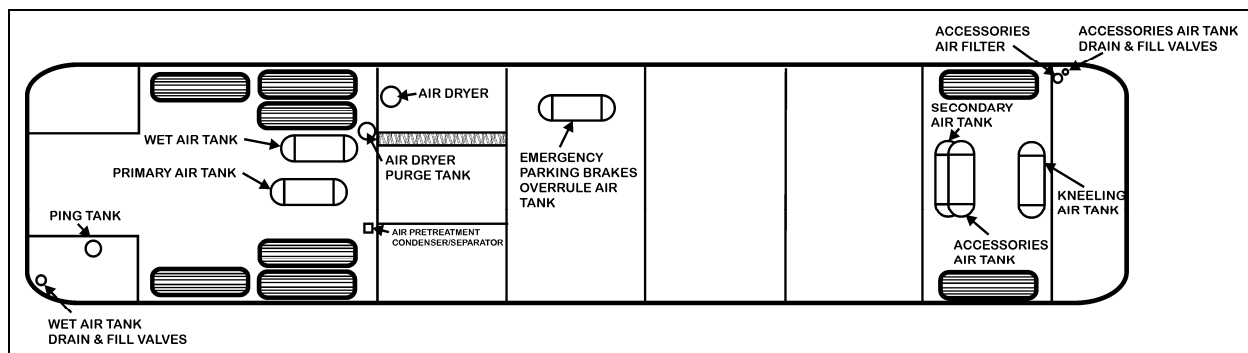 ACCESSORIES
AIR FILTER
ACCESSORIES AIR TANK
DRAIN & FILL VALVES
AIR DRYER
WET AIR TANK
SECONDARY
AIR TANK
AIR DRYER
PURGE TANK
EMERGENCY
PARKING BRAKES
OVERRULE AIR
TANK
PRIMARY AIR TANK
KNEELING
AIR TANK
PING TANK
AIR PRETREATMENT
CONDENSER/SEPARATOR
ACCESSORIES
AIR TANK
WET AIR TANK
DRAIN & FILL VALVES